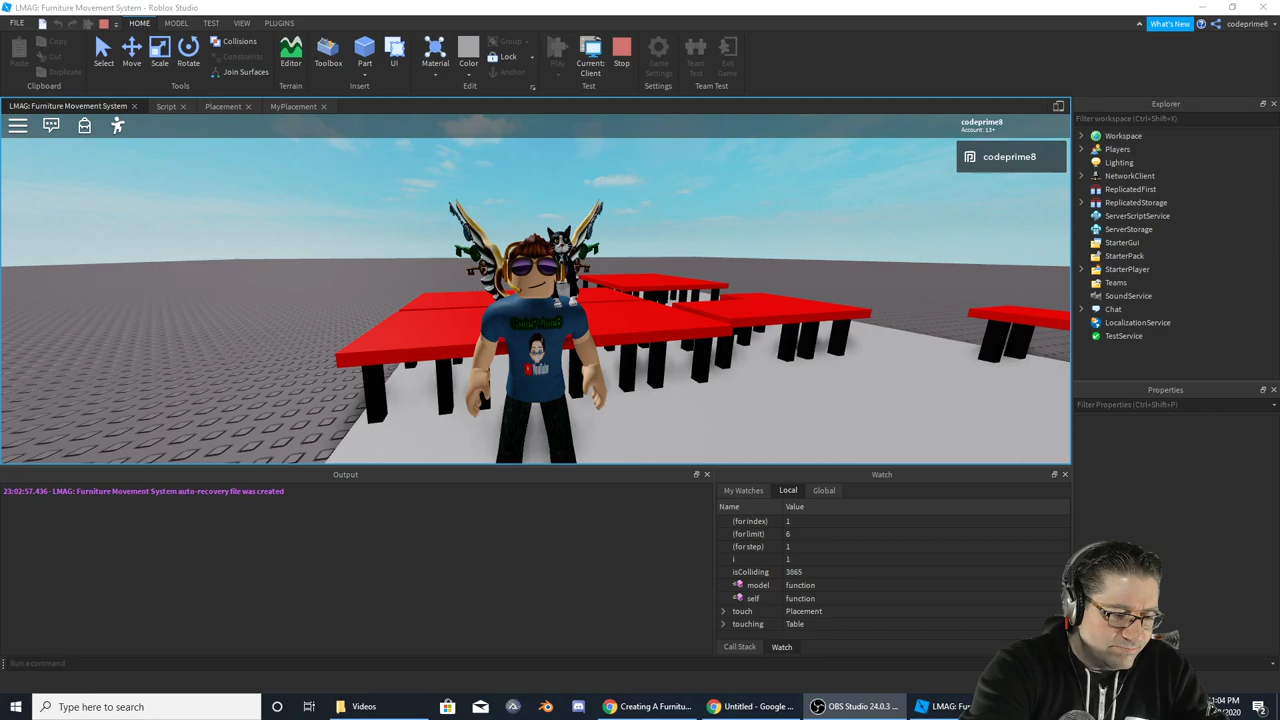 LMAG: Furniture Movement System - Roblox Studio
FILE
HOME
MODEL
TEST
VIEW
PLUGINS
What's New
codeprime8
Paste
Copy
Cut
Duplicate
Clipboard
Select
Move
Scale
Rotate
Collisions
Constraints
Join Surfaces
Tools
Editor
Terrain
Toolbox
Part
UI
Insert
Material
Color
Group
Lock
Anchor
Edit
Play
Current:
Client
Stop
Test
Game
Settings
Settings
Team
Test
Exit
Game
Team Test
LMAG: Furniture Movement System
Script
Placement
MyPlacement
codeprime8
Account: 13+
codeprime8
Explorer
Filter workspace (Ctrl+Shift+X)
Workspace
Players
Lighting
NetworkClient
ReplicatedFirst
ReplicatedStorage
ServerScriptService
ServerStorage
StarterGui
StarterPack
StarterPlayer
Teams
SoundService
Chat
LocalizationService
TestService
Properties
Filter Properties (Ctrl+Shift+P)
Output
23:02:57.436 - LMAG: Furniture Movement System auto-recovery file was created
Watch
My Watches
Local
Global
Name Value
(for index) 1
(for limit) 6
(for step) 1
i 1
isColliding 3865
model function
self function
touch Placement
touching Table
Call Stack
Watch
Run a command
Type here to search
Videos
Creating A Furnitu...
Untitled - Google ...
OBS Studio 24.0.3 ...
LMAG: Fu